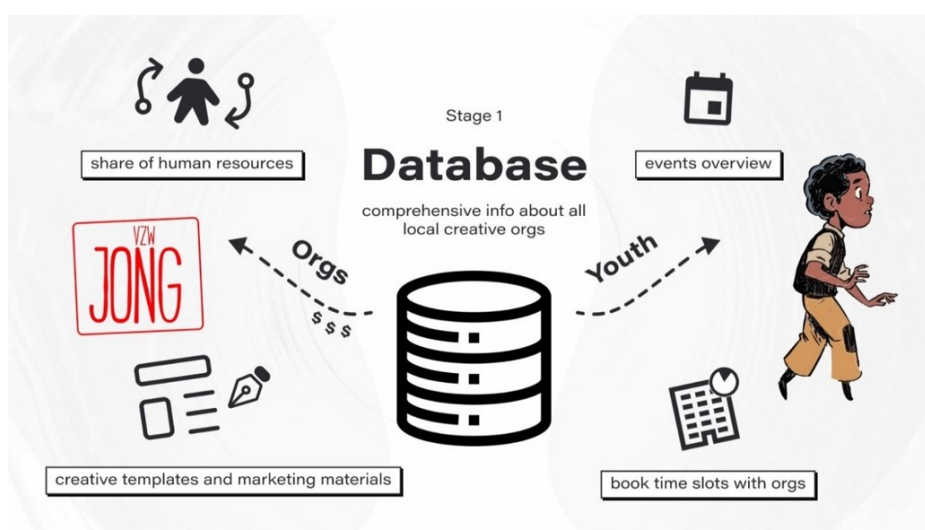 Stage 1
Database
comprehensive info about all
local creative orgs
share of human resources
VZW
JONG
Orgs
$ $ $
creative templates and marketing materials
events overview
Youth
book time slots with orgs